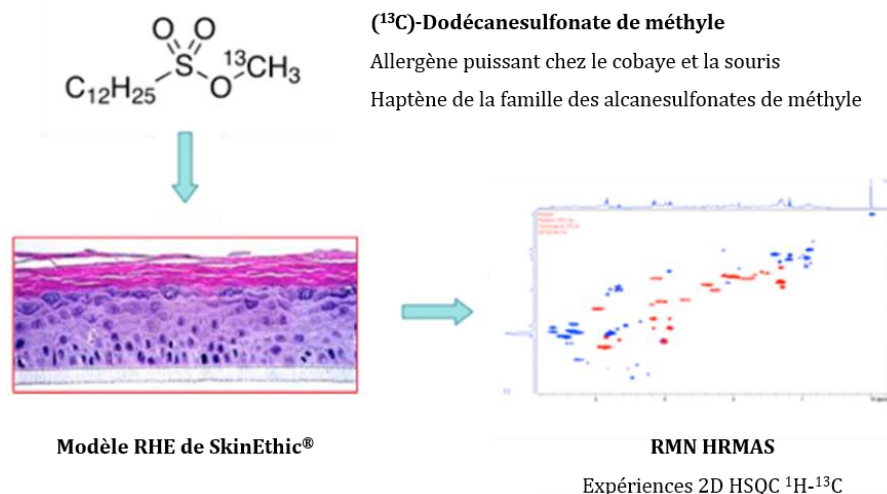 (¹³C)-Dodécanesulfonate de méthyle
Allergène puissant chez le cobaye et la souris
Haptène de la famille des alcanesulfonates de méthyle
O O
C₁₂H₂₅ S O ¹³CH₃
Modèle RHE de SkinEthic®
RMN HRMAS
Expériences 2D HSQC ¹H-¹³C